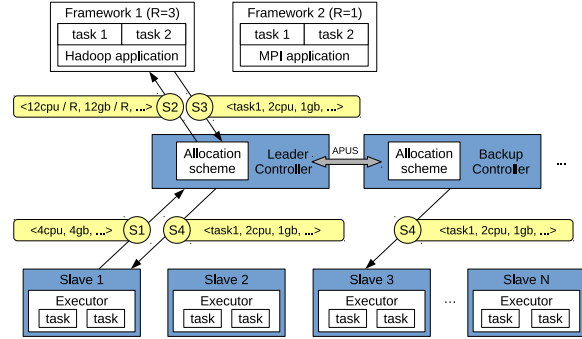 Framework 1 (R=3)
task 1 task 2
Hadoop application
Framework 2 (R=1)
task 1 task 2
MPI application
<12cpu / R, 12gb / R, ...> S2 S3 <task1, 2cpu, 1gb, ...>
Allocation scheme
Leader Controller
APUS
Allocation scheme
Backup Controller
...
<4cpu, 4gb, ...> S1 S4 <task1, 2cpu, 1gb, ...>
S4 <task1, 2cpu, 1gb, ...>
Slave 1
Executor
task task
Slave 2
Executor
task task
Slave 3
Executor
task task
...
Slave N
Executor
task task